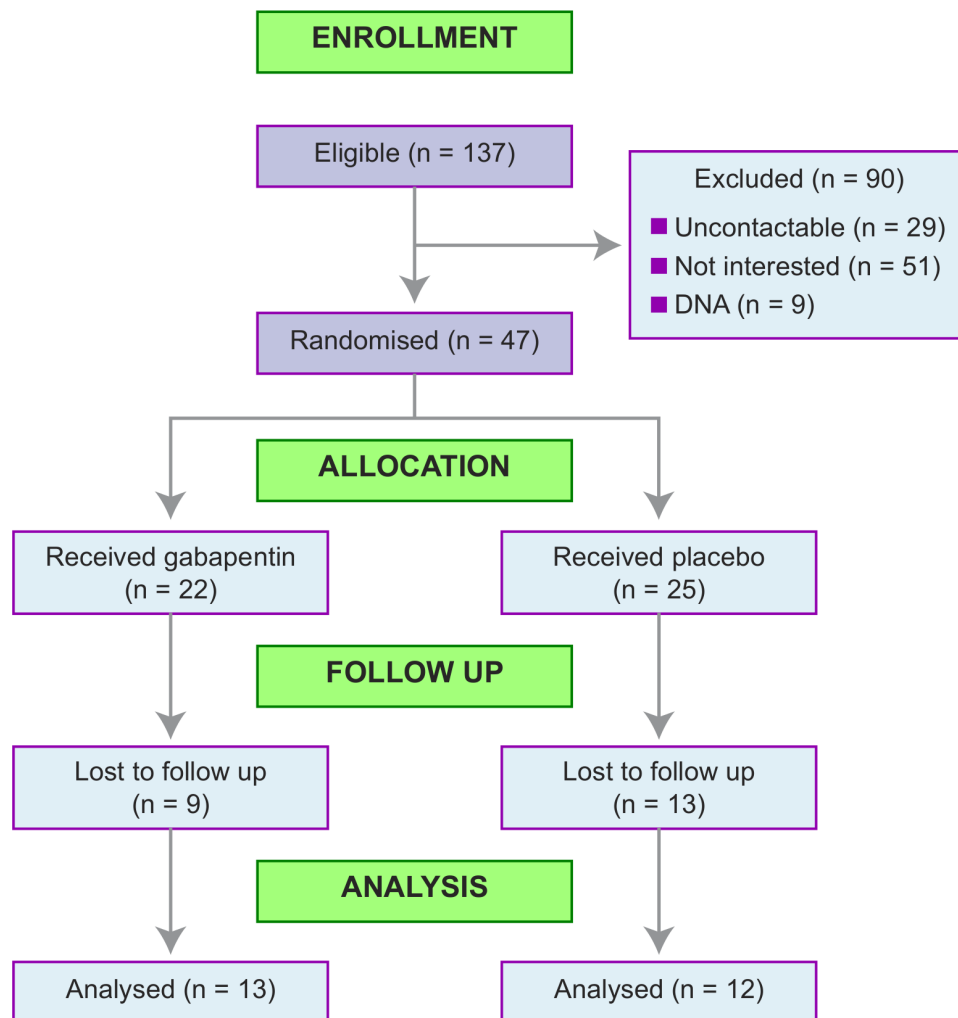 ENROLLMENT
Eligible (n = 137)
Excluded (n = 90)
Uncontactable (n = 29)
Not interested (n = 51)
DNA (n = 9)
Randomised (n = 47)
ALLOCATION
Received gabapentin
(n = 22)
Received placebo
(n = 25)
FOLLOW UP
Lost to follow up
(n = 9)
Lost to follow up
(n = 13)
ANALYSIS
Analysed (n = 13)
Analysed (n = 12)